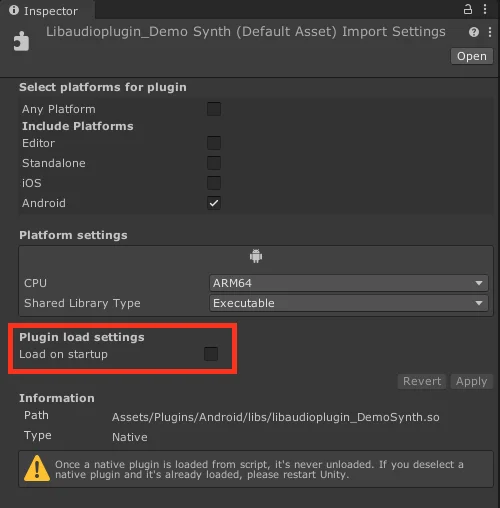 Inspector
Libaudioplugin_Demo Synth (Default Asset) Import Settings
Open
Select platforms for plugin
Any Platform
Include Platforms
Editor
Standalone
iOS
Android
Platform settings
CPU ARM64
Shared Library Type Executable
Plugin load settings
Load on startup
Revert Apply
Information
Path Assets/Plugins/Android/libs/libaudioplugin_DemoSynth.so
Type Native
Once a native plugin is loaded from script, it's never unloaded. If you deselect a
native plugin and it's already loaded, please restart Unity.